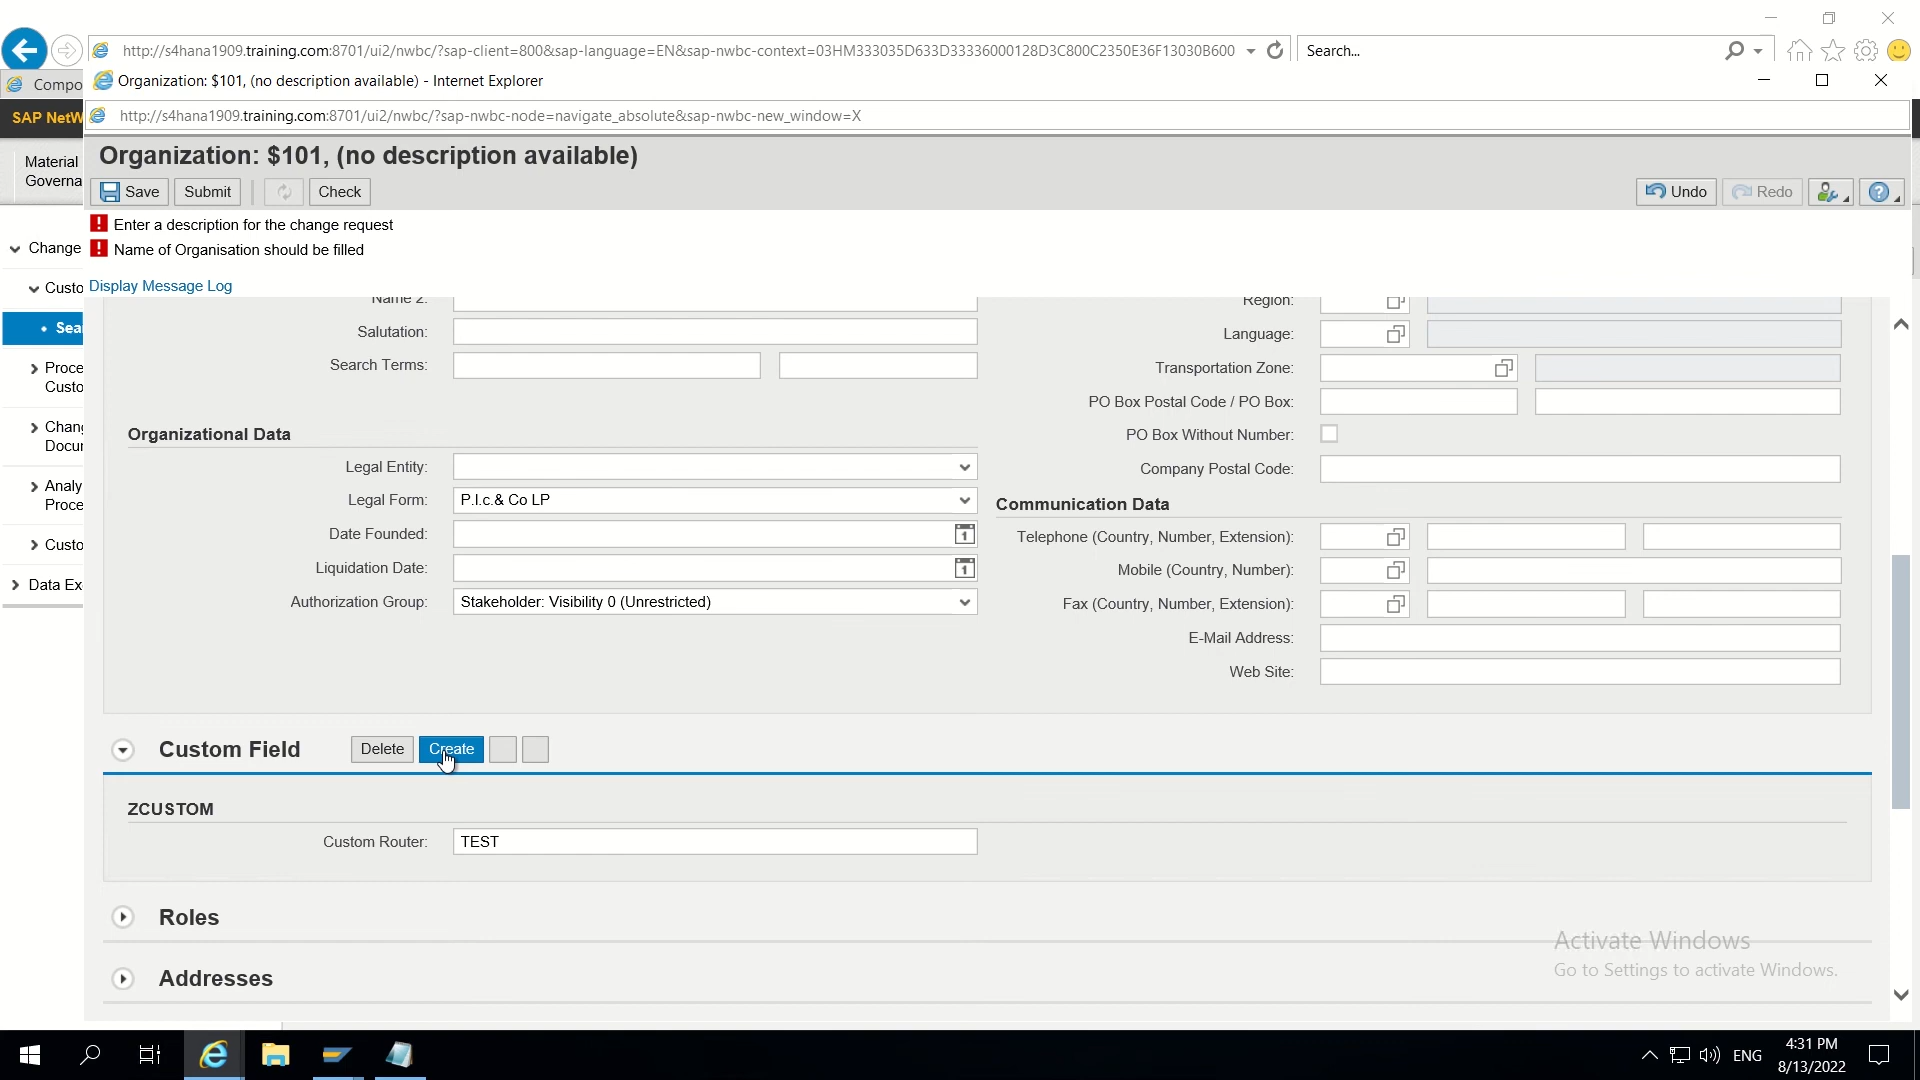 http://s4hana1909.training.com:8701/ui2/nwbc/?sap-client=800&sap-language=EN&sap-nwbc-context=03HM333035D633D33336000128D3C800C2350E36F13030B600
Search...
Compo
Organization: $101, (no description available) - Internet Explorer
SAP NetW
http://s4hana1909.training.com:8701/ui2/nwbc/?sap-nwbc-node=navigate_absolute&sap-nwbc-new_window=X
Material
Governa
Organization: $101, (no description available)
Save Submit Check Undo Redo
Enter a description for the change request
Name of Organisation should be filled
Display Message Log
Change
Custo
Sea
Proce
Custo
Chang
Docum
Analy
Proce
Custo
Data Ex
Name 2:
Salutation:
Search Terms:
Organizational Data
Legal Entity:
Legal Form: P.l.c.& Co LP
Date Founded:
Liquidation Date:
Authorization Group: Stakeholder: Visibility 0 (Unrestricted)
Region:
Language:
Transportation Zone:
PO Box Postal Code / PO Box:
PO Box Without Number:
Company Postal Code:
Communication Data
Telephone (Country, Number, Extension):
Mobile (Country, Number):
Fax (Country, Number, Extension):
E-Mail Address:
Web Site:
Custom Field Delete Create
ZCUSTOM
Custom Router: TEST
Roles
Addresses
Activate Windows
Go to Settings to activate Windows.
ENG
4:31 PM
8/13/2022